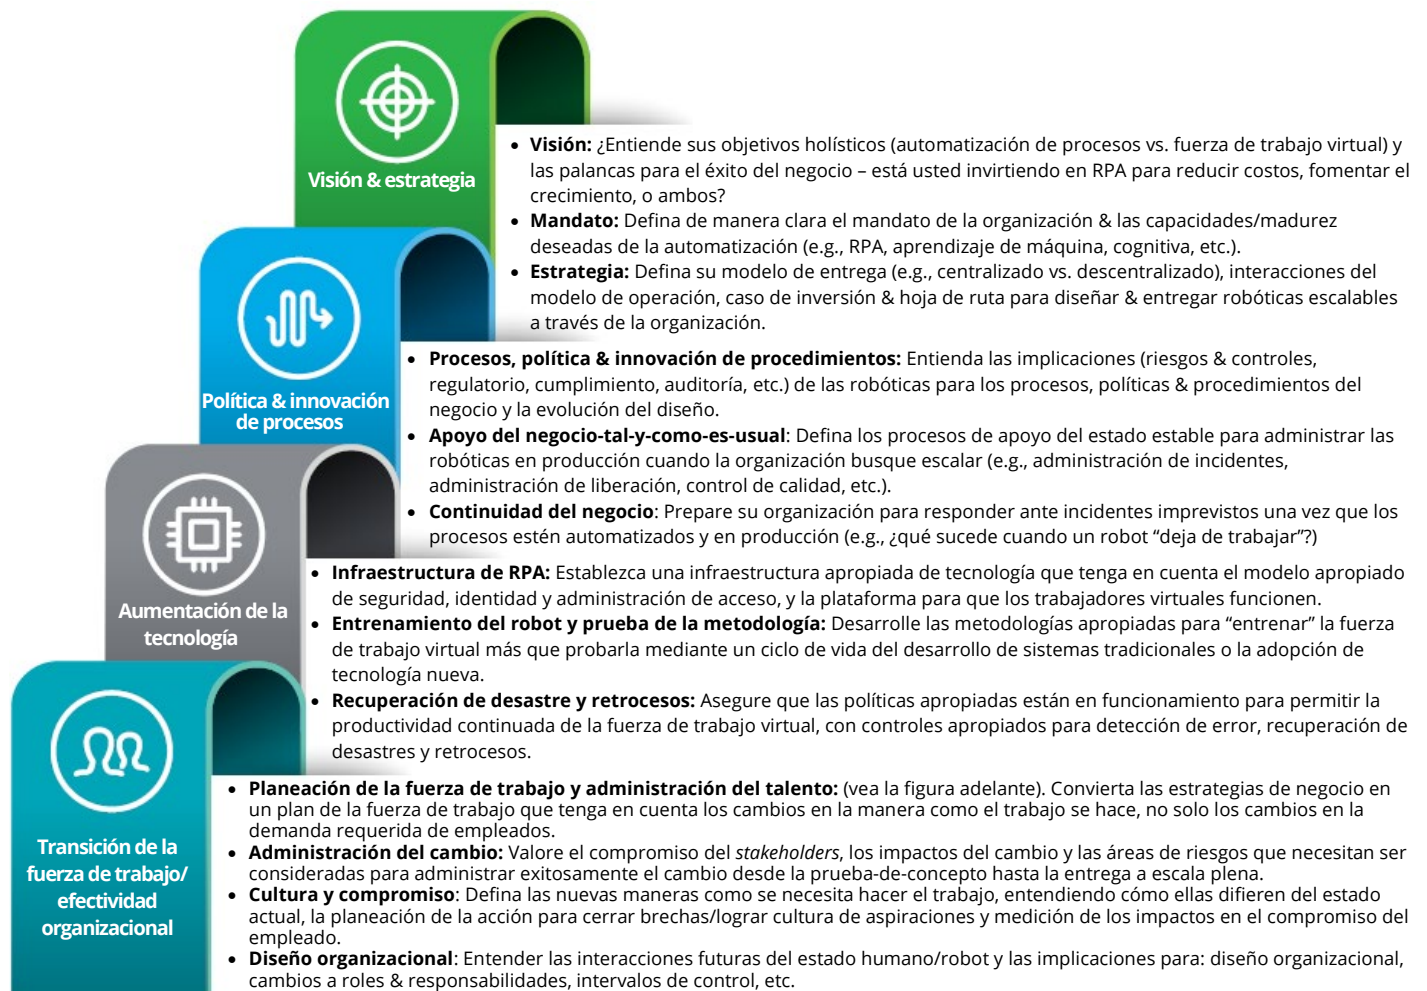 Visión & estrategia
• Visión: ¿Entiende sus objetivos holísticos (automatización de procesos vs. fuerza de trabajo virtual) y
las palancas para el éxito del negocio – está usted invirtiendo en RPA para reducir costos, fomentar el
crecimiento, o ambos?
• Mandato: Defina de manera clara el mandato de la organización & las capacidades/madurez
deseadas de la automatización (e.g., RPA, aprendizaje de máquina, cognitiva, etc.).
• Estrategia: Defina su modelo de entrega (e.g., centralizado vs. descentralizado), interacciones del
modelo de operación, caso de inversión & hoja de ruta para diseñar & entregar robóticas escalables
a través de la organización.
Política & innovación
de procesos
• Procesos, política & innovación de procedimientos: Entienda las implicaciones (riesgos & controles,
regulatorio, cumplimiento, auditoría, etc.) de las robóticas para los procesos, políticas & procedimientos del
negocio y la evolución del diseño.
• Apoyo del negocio-tal-y-como-es-usual: Defina los procesos de apoyo del estado estable para administrar las
robóticas en producción cuando la organización busque escalar (e.g., administración de incidentes,
administración de liberación, control de calidad, etc.).
• Continuidad del negocio: Prepare su organización para responder ante incidentes imprevistos una vez que los
procesos estén automatizados y en producción (e.g., ¿qué sucede cuando un robot “deja de trabajar”?)
Aumentación de la
tecnología
• Infraestructura de RPA: Establezca una infraestructura apropiada de tecnología que tenga en cuenta el modelo apropiado
de seguridad, identidad y administración de acceso, y la plataforma para que los trabajadores virtuales funcionen.
• Entrenamiento del robot y prueba de la metodología: Desarrolle las metodologías apropiadas para “entrenar” la fuerza
de trabajo virtual más que probarla mediante un ciclo de vida del desarrollo de sistemas tradicionales o la adopción de
tecnología nueva.
• Recuperación de desastre y retrocesos: Asegure que las políticas apropiadas están en funcionamiento para permitir la
productividad continuada de la fuerza de trabajo virtual, con controles apropiados para detección de error, recuperación de
desastres y retrocesos.
Transición de la
fuerza de trabajo/
efectividad
organizacional
• Planeación de la fuerza de trabajo y administración del talento: (vea la figura adelante). Convierta las estrategias de negocio en
un plan de la fuerza de trabajo que tenga en cuenta los cambios en la manera como el trabajo se hace, no solo los cambios en la
demanda requerida de empleados.
• Administración del cambio: Valore el compromiso del stakeholders, los impactos del cambio y las áreas de riesgos que necesitan ser
consideradas para administrar exitosamente el cambio desde la prueba-de-concepto hasta la entrega a escala plena.
• Cultura y compromiso: Defina las nuevas maneras como se necesita hacer el trabajo, entendiendo cómo ellas difieren del estado
actual, la planeación de la acción para cerrar brechas/lograr cultura de aspiraciones y medición de los impactos en el compromiso del
empleado.
• Diseño organizacional: Entender las interacciones futuras del estado humano/robot y las implicaciones para: diseño organizacional,
cambios a roles & responsabilidades, intervalos de control, etc.